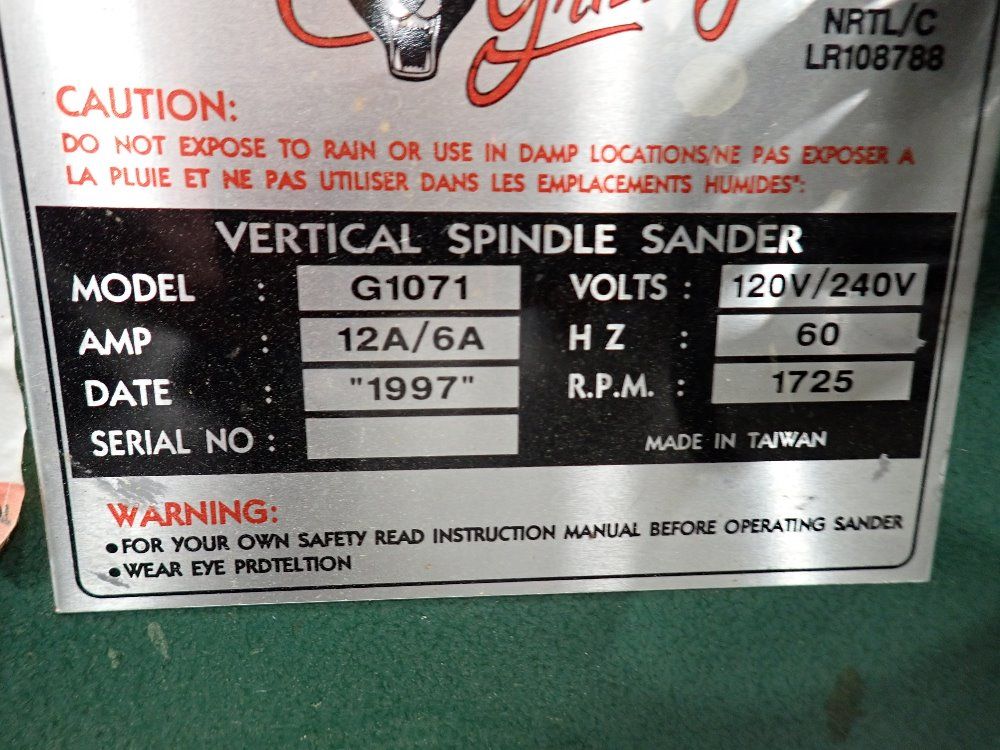 NRTL/C
LR108788
CAUTION:
DO NOT EXPOSE TO RAIN OR USE IN DAMP LOCATIONS/NE PAS EXPOSER A
LA PLUIE ET NE PAS UTILISER DANS LES EMPLACEMENTS HUMIDES":
VERTICAL SPINDLE SANDER
MODEL : G1071 VOLTS : 120V/240V
AMP : 12A/6A HZ : 60
DATE : "1997" R.P.M. : 1725
SERIAL NO : MADE IN TAIWAN
WARNING:
•FOR YOUR OWN SAFETY READ INSTRUCTION MANUAL BEFORE OPERATING SANDER
•WEAR EYE PRDTELTION